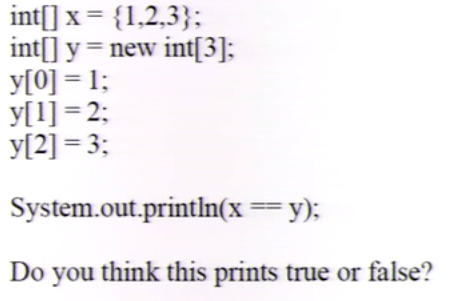 int[] x = {1,2,3};
int[] y = new int[3];
y[0] = 1;
y[1] = 2;
y[2] = 3;
System.out.println(x == y);
Do you think this prints true or false?